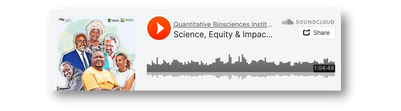 Quantitative Biosciences Instit...
SOUNDCLOUD
Science, Equity & Impac...
Share
1:04:49